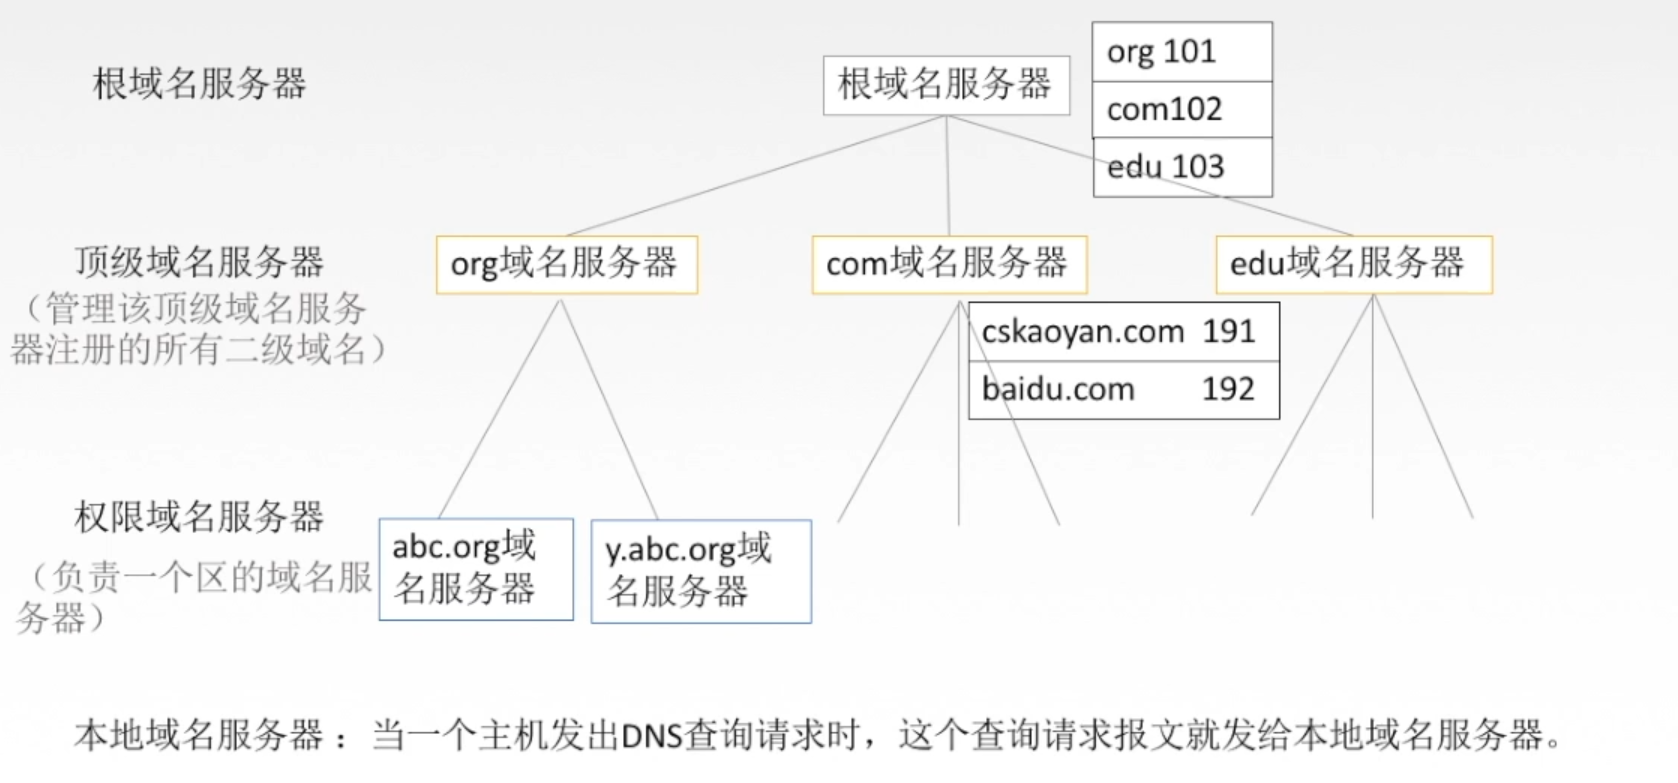 根域名服务器
根域名服务器
org 101
com102
edu 103
顶级域名服务器
（管理该顶级域名服务
器注册的所有二级域名）
org域名服务器
com域名服务器
edu域名服务器
cskaoyan.com 191
baidu.com 192
权限域名服务器
（负责一个区的域名服
务器）
abc.org域
名服务器
y.abc.org域
名服务器
本地域名服务器：当一个主机发出DNS查询请求时，这个查询请求报文就发给本地域名服务器。